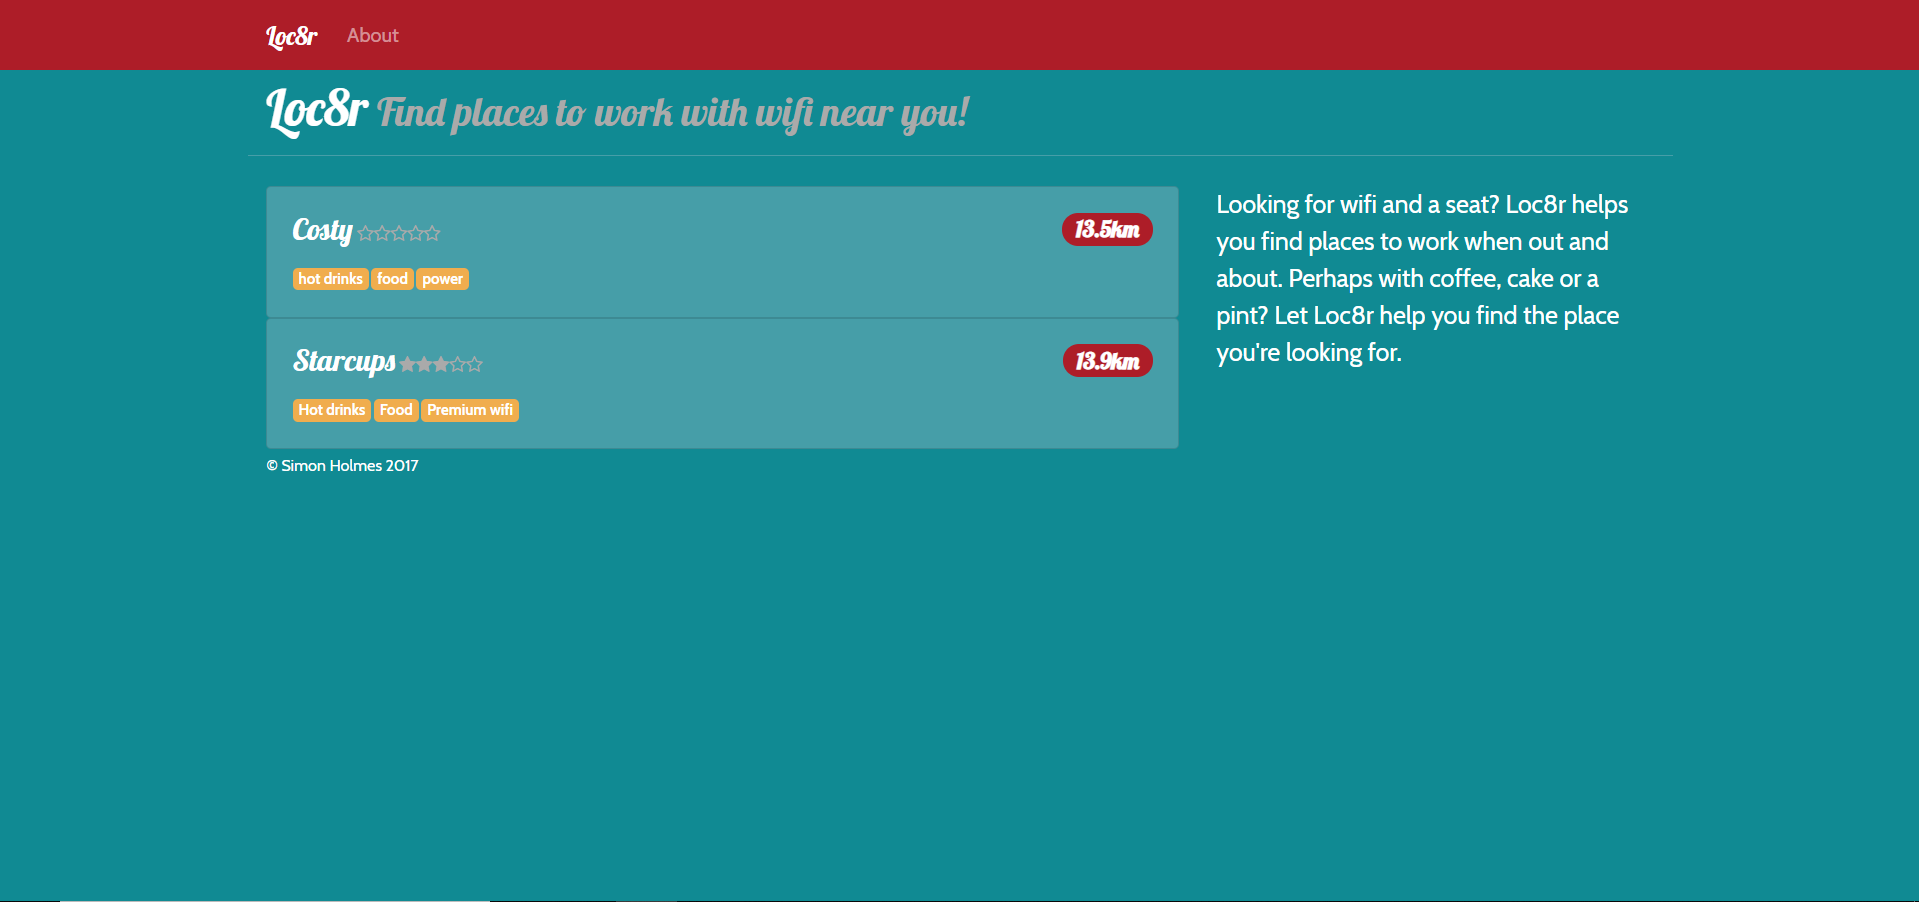 Loc8r About
Loc8r Find places to work with wifi near you!
Costy 13.5km
hot drinks food power
Starcups 13.9km
Hot drinks Food Premium wifi
© Simon Holmes 2017
Looking for wifi and a seat? Loc8r helps
you find places to work when out and
about. Perhaps with coffee, cake or a
pint? Let Loc8r help you find the place
you're looking for.